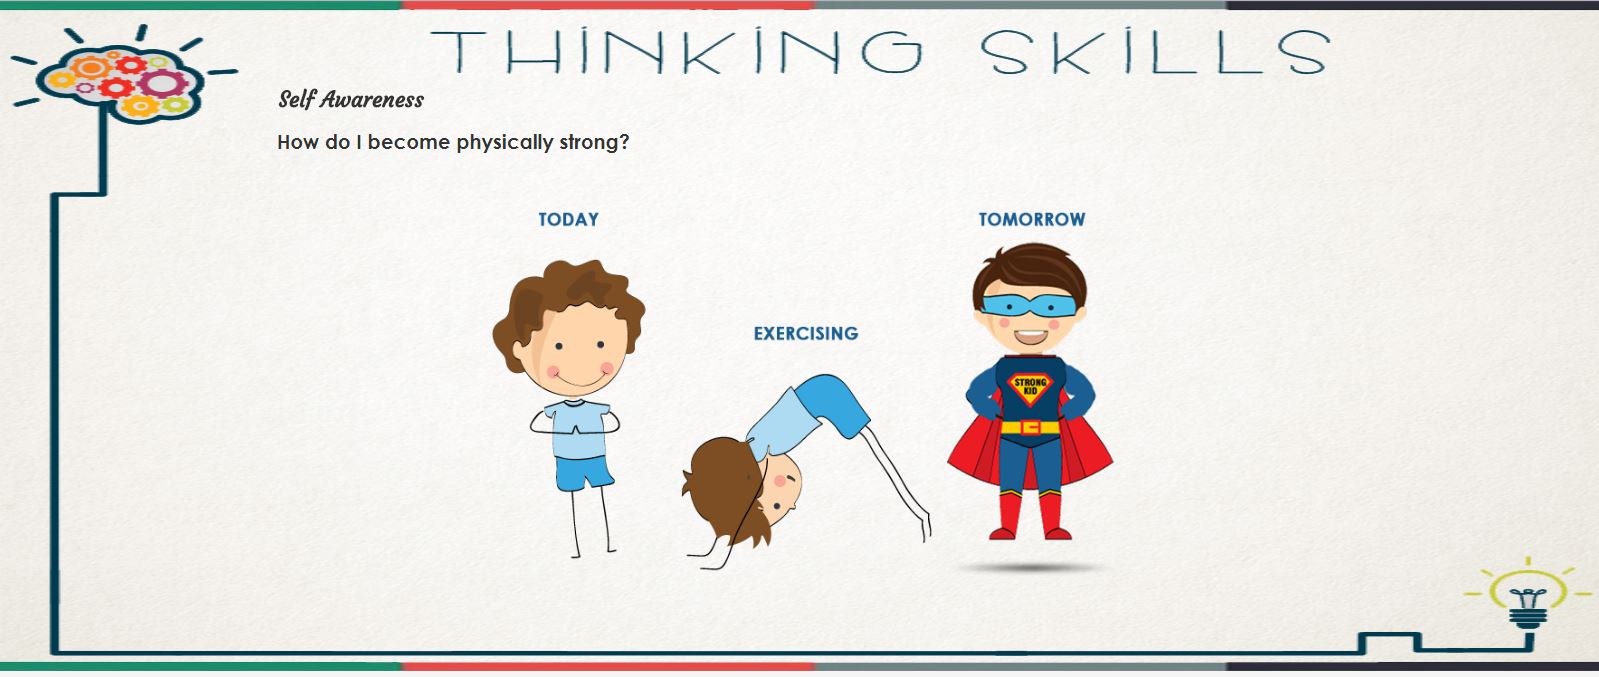 THiNKiNG SKiLLS
Self Awareness
How do I become physically strong?
TODAY
TOMORROW
EXERCISING
STRONG
KID